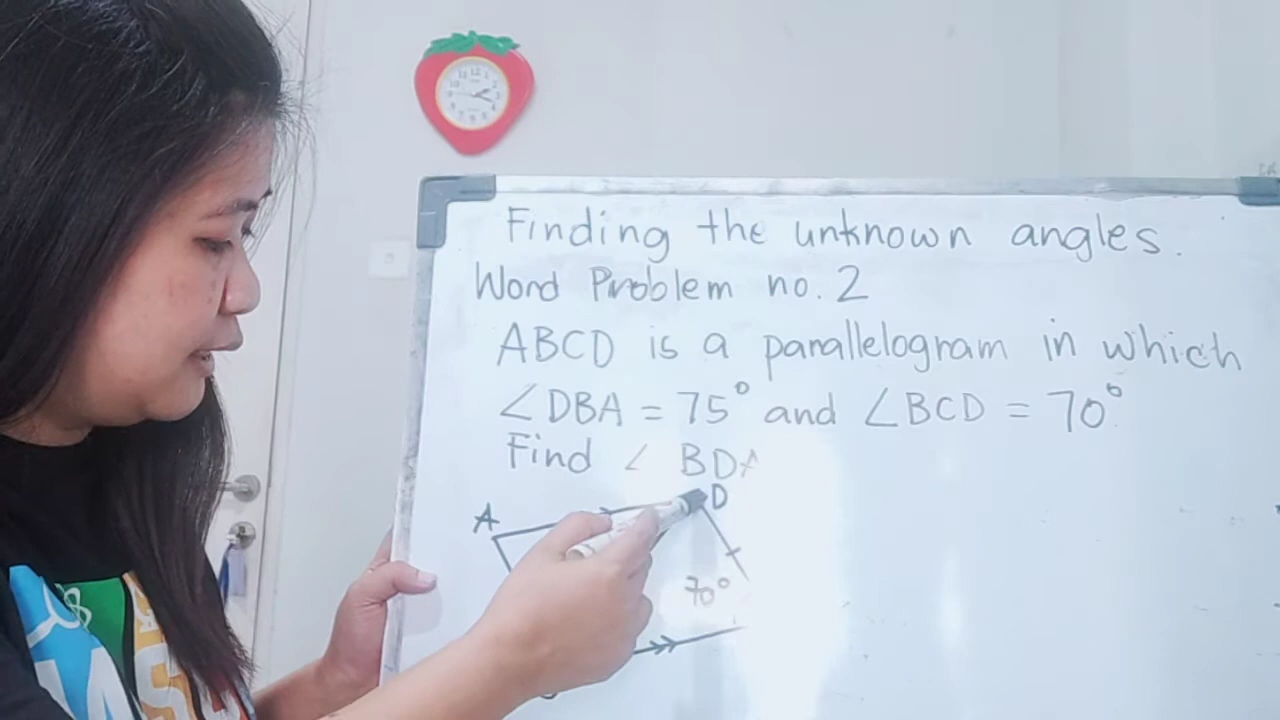 Finding the unknown angles.
Word Problem no. 2
ABCD is a parallelogram in which
∠DBA = 75° and ∠BCD = 70°.
Find ∠ BDA
A
D
70°